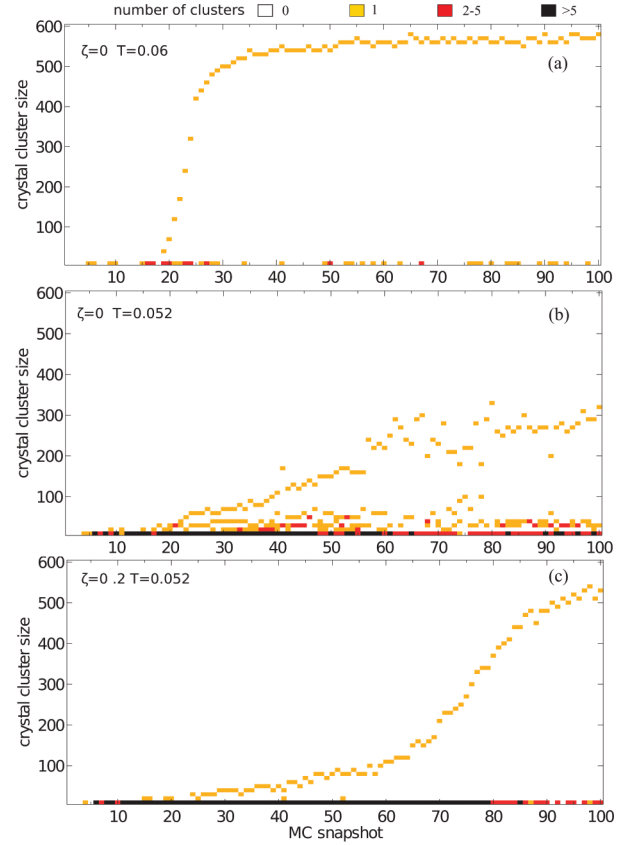 number of clusters 0 1 2-5 >5
600
ζ=0 T=0.06
(a)
500
400
300
200
100
crystal cluster size
10 20 30 40 50 60 70 80 90 100
600
ζ=0 T=0.052
(b)
500
400
300
200
100
crystal cluster size
10 20 30 40 50 60 70 80 90 100
600
ζ=0 .2 T=0.052
(c)
500
400
300
200
100
crystal cluster size
10 20 30 40 50 60 70 80 90 100
MC snapshot